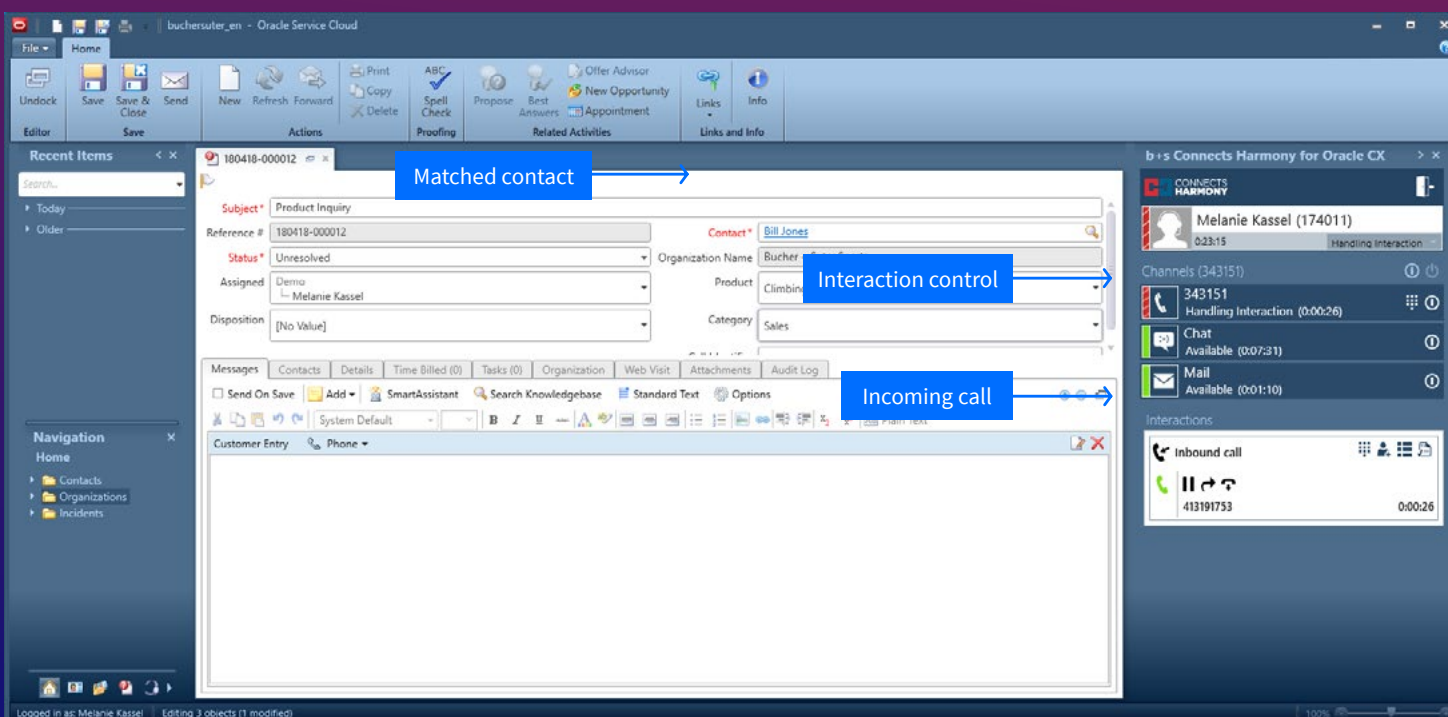 buchersuter_en - Oracle Service Cloud
File
Home
Undock
Save
Save & Close
Send
New
Refresh
Forward
Print
Copy
Delete
ABC
Spell Check
Propose
Best Answers
Offer Advisor
New Opportunity
Appointment
Links
Info
Editor
Save
Actions
Proofing
Related Activities
Links and Info
Recent Items
Search...
Today
Older
Navigation
Home
Contacts
Organizations
Incidents
180418-000012
Matched contact
Subject*
Product Inquiry
Reference #
180418-000012
Contact*
Bill Jones
Status*
Unresolved
Organization Name
Bucher
Assigned
Demo
Melanie Kassel
Product
Interaction control
Disposition
[No Value]
Category
Sales
Messages
Contacts
Details
Time Billed (0)
Tasks (0)
Organization
Web Visit
Attachments
Audit Log
Send On Save
Add
SmartAssistant
Search Knowledgebase
Standard Text
Options
Incoming call
System Default
B I U
Plain Text
Customer Entry
Phone
b+s Connects Harmony for Oracle CX
CONNECTS
HARMONY
Melanie Kassel (174011)
0:23:15
Handling Interaction
Channels (343151)
343151
Handling Interaction (0:00:26)
Chat
Available (0:07:31)
Mail
Available (0:01:10)
Interactions
Inbound call
413191753
0:00:26
Logged in as: Melanie Kassel
Editing 3 objects (1 modified)
100%